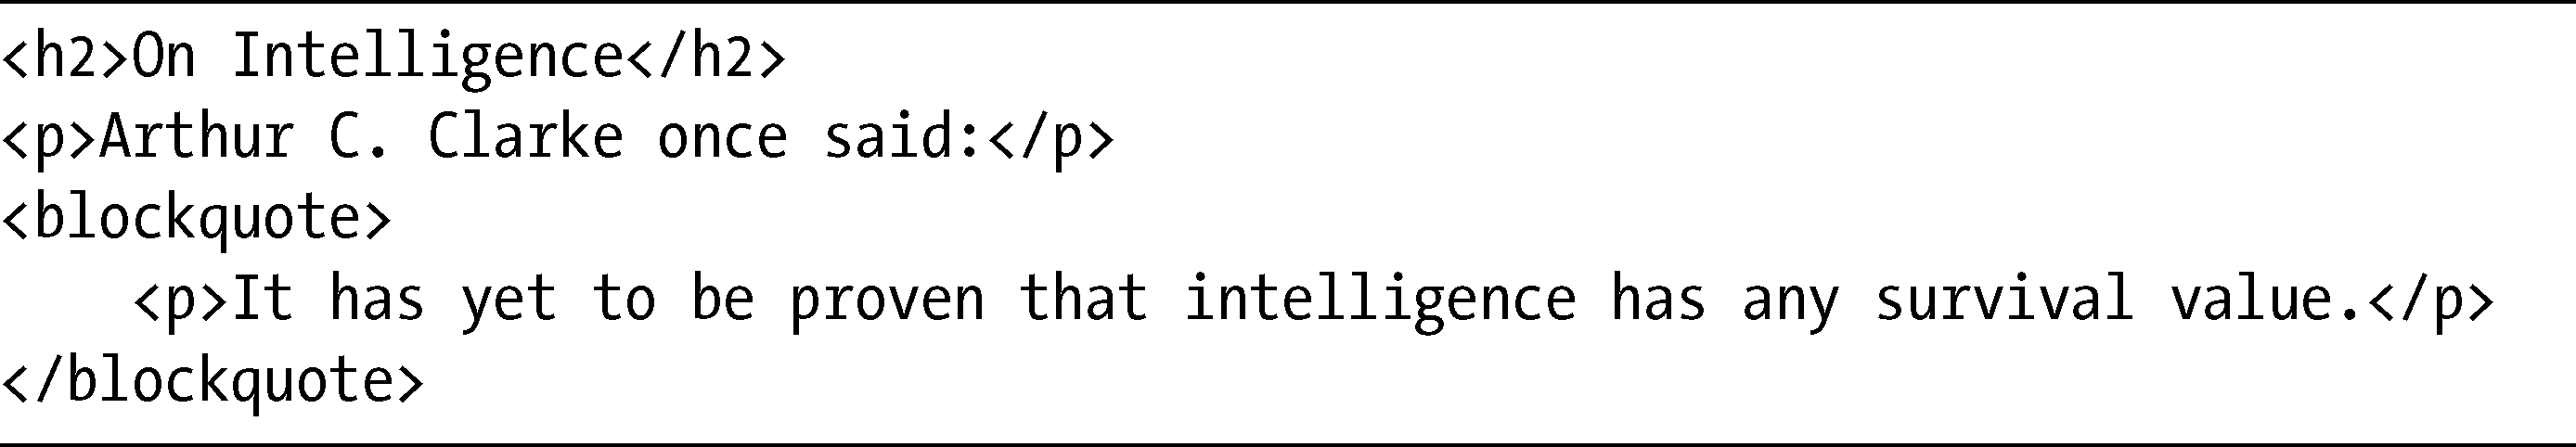 <h2>On Intelligence</h2>
<p>Arthur C. Clarke once said:</p>
<blockquote>
    <p>It has yet to be proven that intelligence has any survival value.</p>
</blockquote>